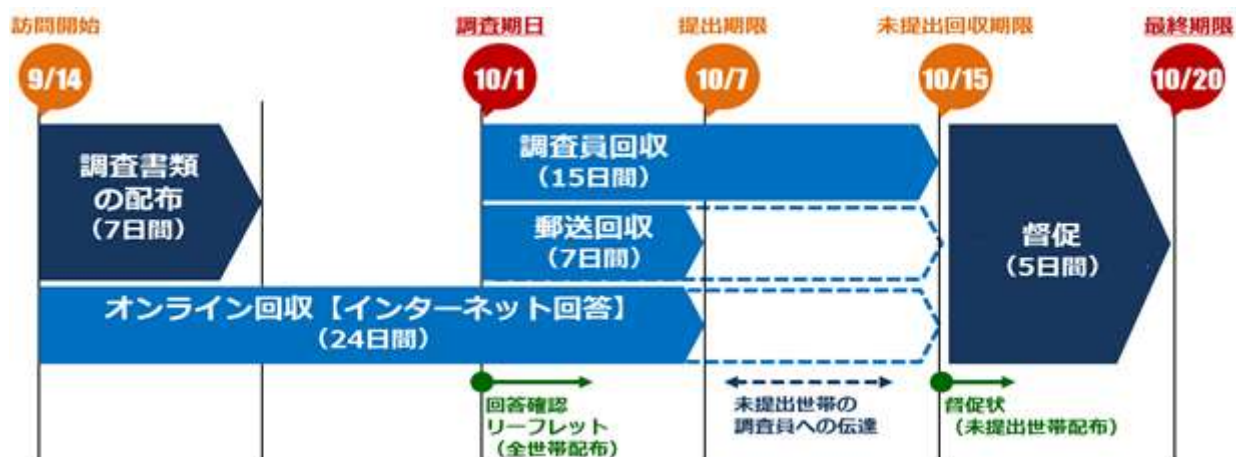 訪問開始
調査期日
提出期限
未提出回収期限
最終期限
9/14
10/1
10/7
10/15
10/20
調査書類
の配布
（7日間）
調査員回収
（15日間）
郵送回収
（7日間）
督促
（5日間）
オンライン回収【インターネット回答】
（24日間）
回答確認
リーフレット
（全世帯配布）
未提出世帯の
調査員への伝達
督促状
（未提出世帯配布）